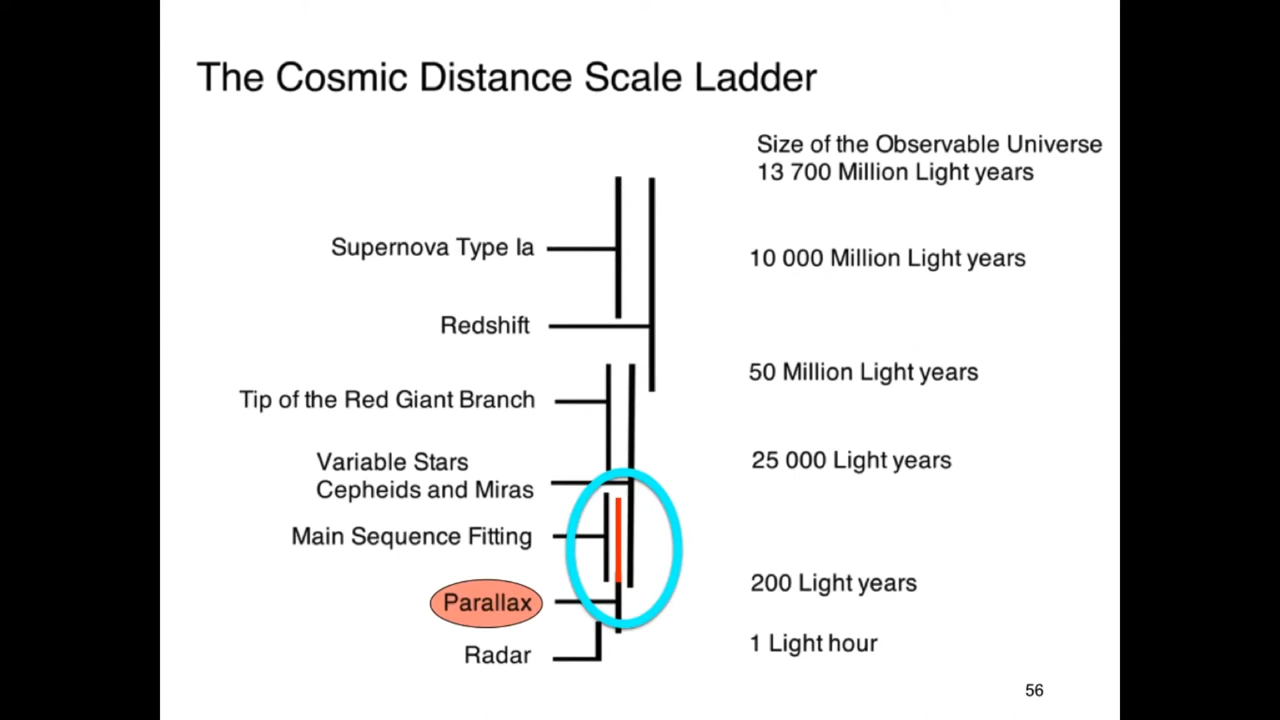 The Cosmic Distance Scale Ladder
Size of the Observable Universe
13 700 Million Light years
Supernova Type Ia
10 000 Million Light years
Redshift
50 Million Light years
Tip of the Red Giant Branch
25 000 Light years
Variable Stars
Cepheids and Miras
Main Sequence Fitting
200 Light years
Parallax
1 Light hour
Radar
56